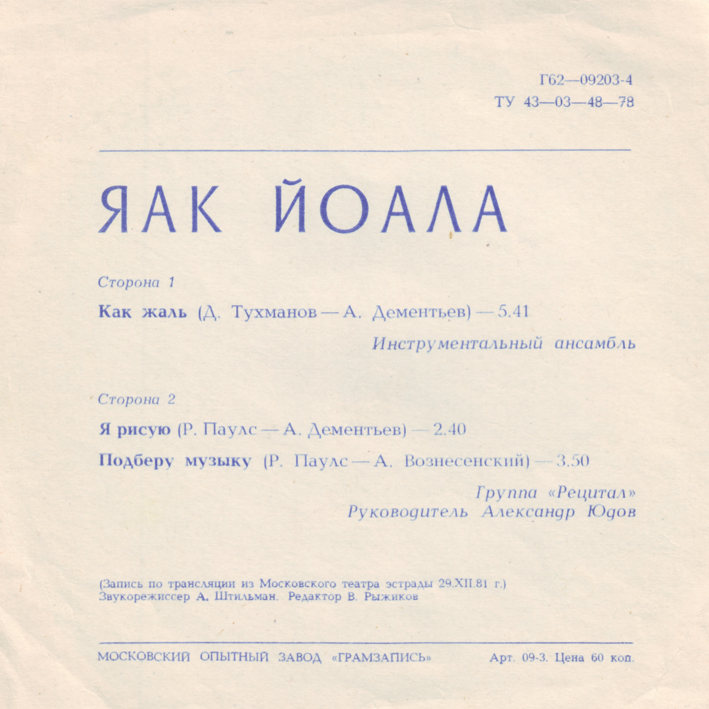 Г62—09203-4
ТУ 43—03—48—78
ЯАК ЙОАЛА
Сторона 1
Как жаль (Д. Тухманов — А. Дементьев) — 5.41
Инструментальный ансамбль
Сторона 2
Я рисую (Р. Паулс — А. Дементьев) — 2.40
Подберу музыку (Р. Паулс — А. Вознесенский) — 3.50
Группа «Рецитал»
Руководитель Александр Юдов
(Запись по трансляции из Московского театра эстрады 29.XII.81 г.)
Звукорежиссер А. Штильман. Редактор В. Рыжиков
МОСКОВСКИЙ ОПЫТНЫЙ ЗАВОД «ГРАМЗАПИСЬ» Арт. 09-3. Цена 60 коп.